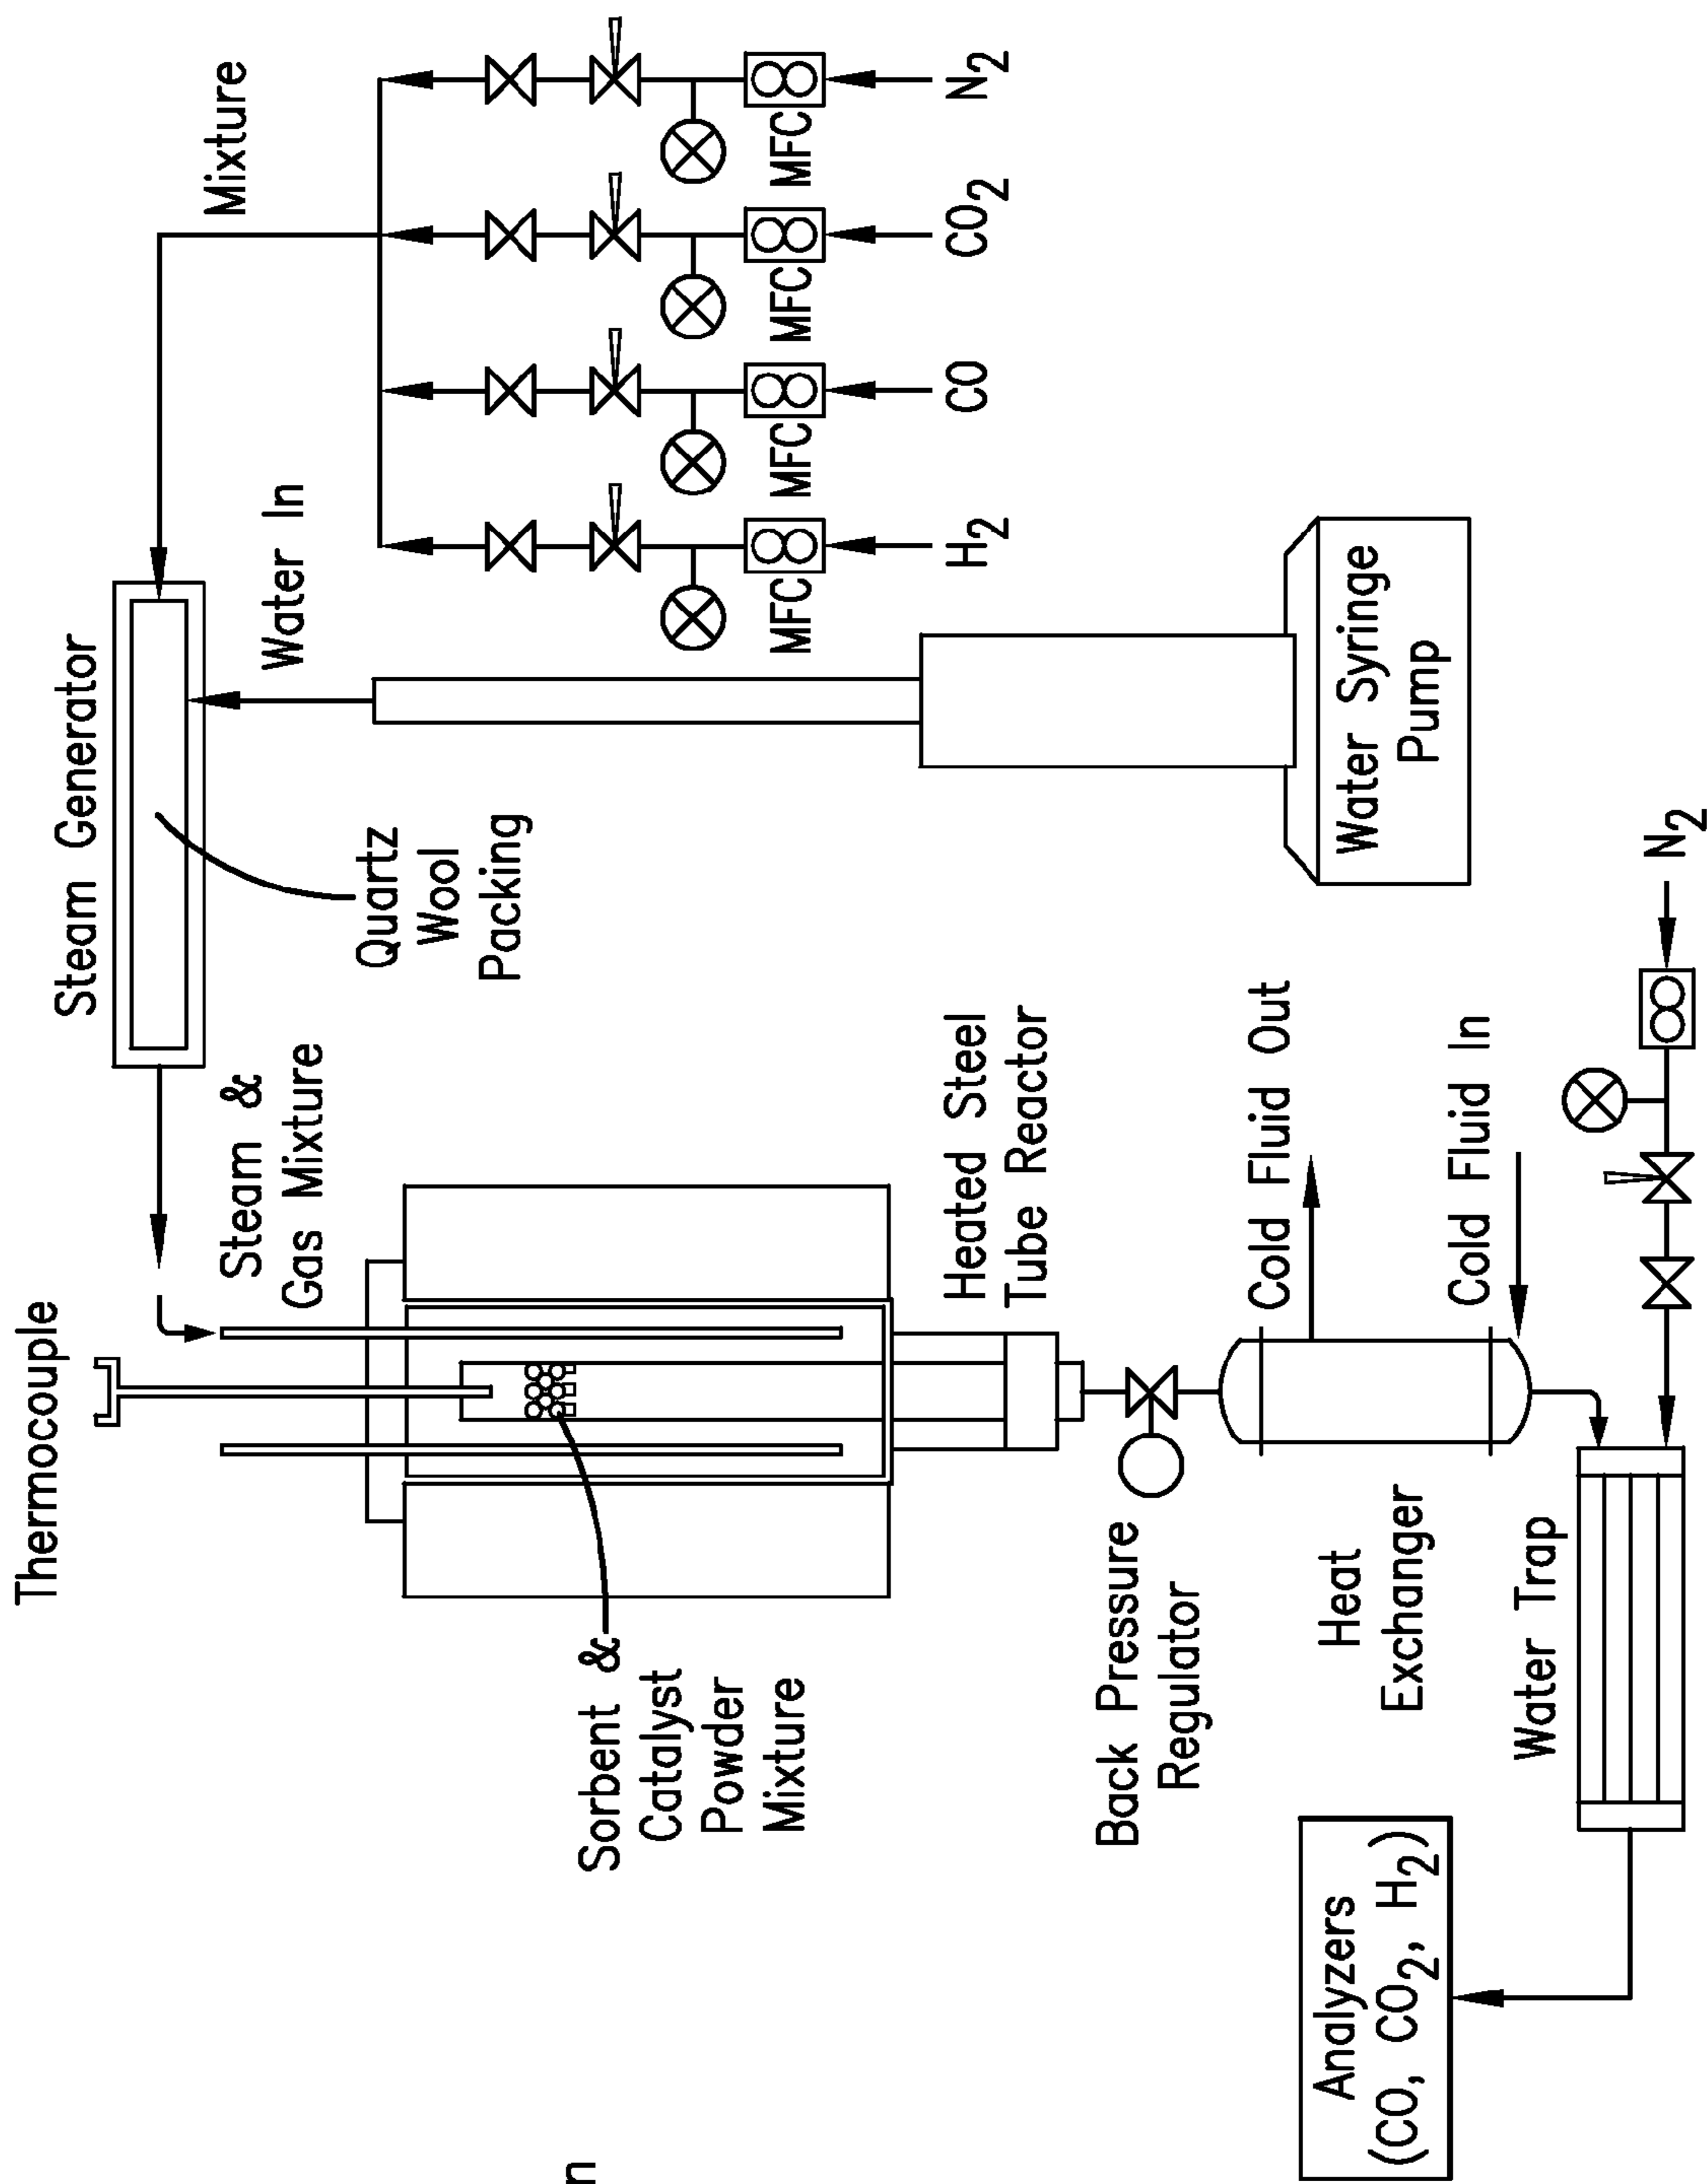 Thermocouple
Steam Generator
Mixture
Water In
Steam &
Gas Mixture
Quartz
Wool
Packing
MFC
MFC
MFC
MFC
H2
CO
CO2
N2
Sorbent &
Catalyst
Powder
Mixture
Heated Steel
Tube Reactor
Water Syringe
Pump
Back Pressure
Regulator
Cold Fluid Out
Heat
Exchanger
Cold Fluid In
Water Trap
N2
Analyzers
(CO, CO2, H2)
n